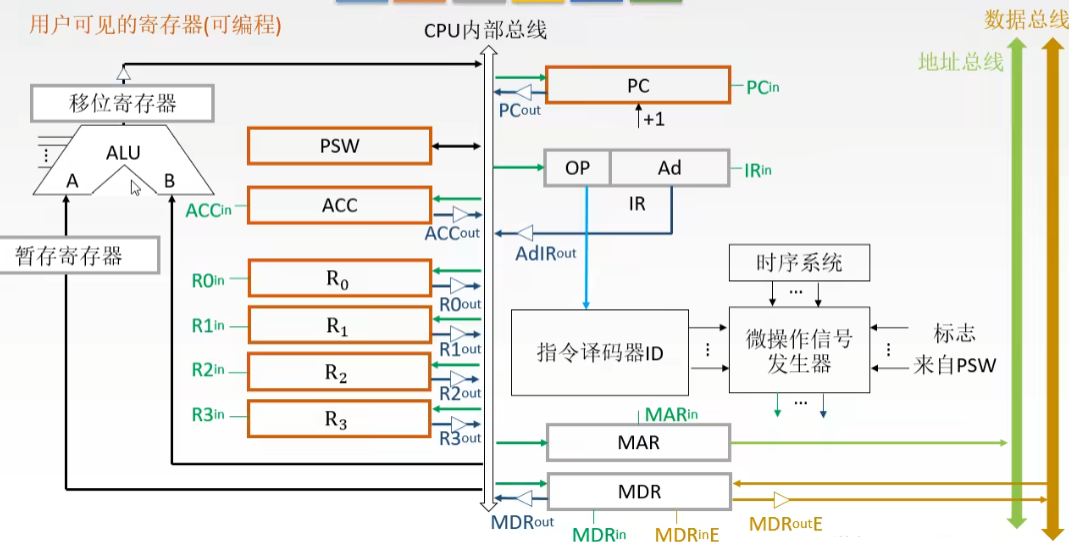 用户可见的寄存器(可编程)
CPU内部总线
数据总线
地址总线
移位寄存器
ALU
A
B
暂存寄存器
PSW
ACCin
ACC
ACCout
R0in
R0
R0out
R1in
R1
R1out
R2in
R2
R2out
R3in
R3
R3out
PC
PCin
PCout
+1
OP
Ad
IRin
IR
AdIRout
时序系统
...
指令译码器ID
⋮
微操作信号
发生器
⋮
标志
来自PSW
...
MARin
MAR
MDR
MDRout
MDRin
MDRinE
MDRoutE